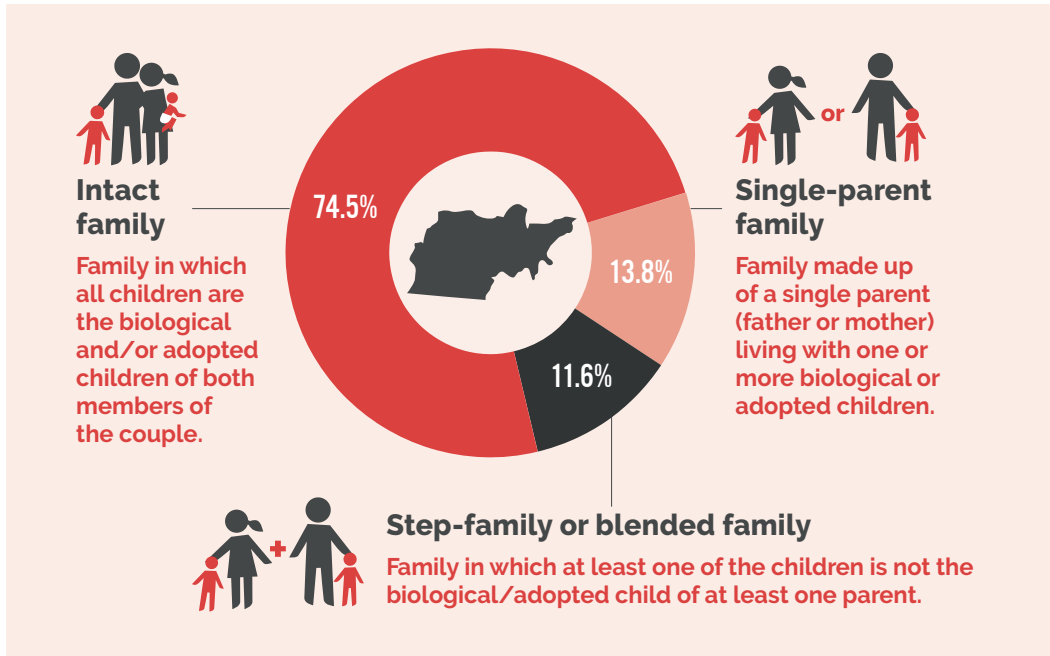 Intact
family
Family in which
all children are
the biological
and/or adopted
children of both
members of
the couple.
74.5%
13.8%
11.6%
or
Single-parent
family
Family made up
of a single parent
(father or mother)
living with one or
more biological or
adopted children.
+
Step-family or blended family
Family in which at least one of the children is not the
biological/adopted child of at least one parent.